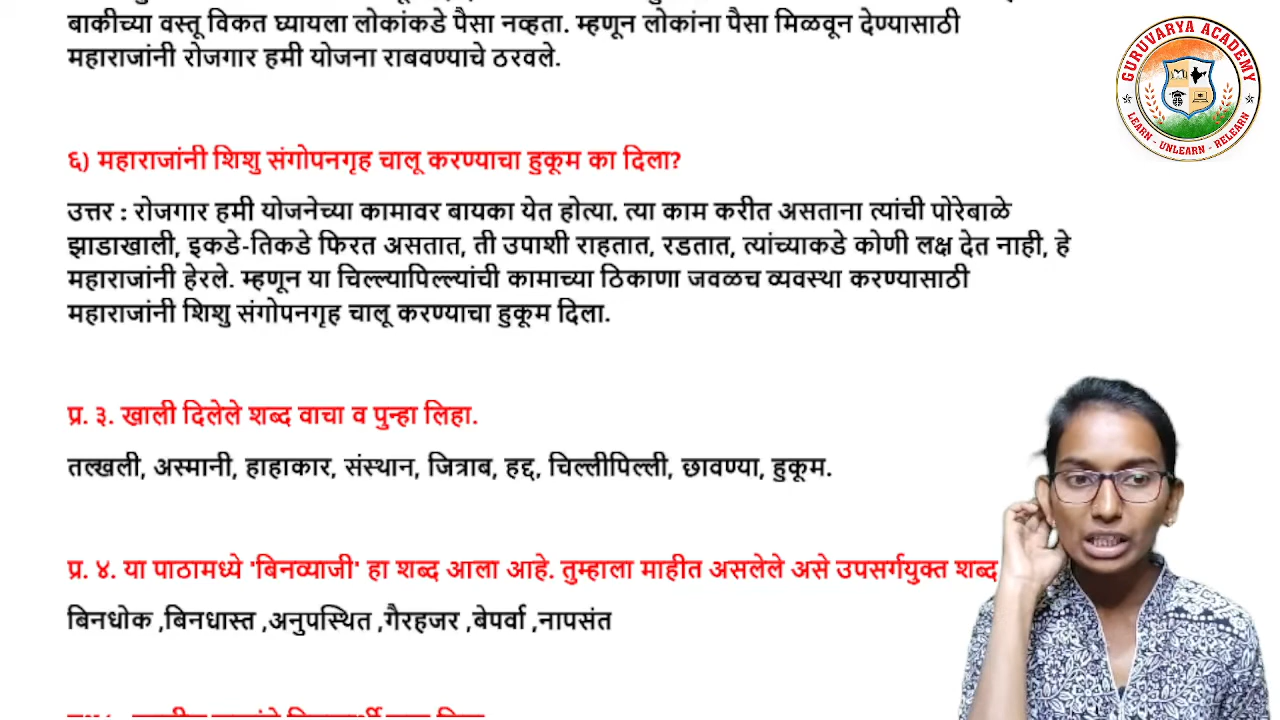 बाकीच्या वस्तू विकत घ्यायला लोकांकडे पैसा नव्हता. म्हणून लोकांना पैसा मिळवून देण्यासाठी
महाराजांनी रोजगार हमी योजना राबवण्याचे ठरवले.
GURUVARYA ACADEMY
LEARN - UNLEARN - RELEARN
६) महाराजांनी शिशु संगोपनगृह चालू करण्याचा हुकूम का दिला?
उत्तर : रोजगार हमी योजनेच्या कामावर बायका येत होत्या. त्या काम करीत असताना त्यांची पोरेबाळे
झाडाखाली, इकडे-तिकडे फिरत असतात, ती उपाशी राहतात, रडतात, त्यांच्याकडे कोणी लक्ष देत नाही, हे
महाराजांनी हेरले. म्हणून या चिल्ल्यापिल्ल्यांची कामाच्या ठिकाणा जवळच व्यवस्था करण्यासाठी
महाराजांनी शिशु संगोपनगृह चालू करण्याचा हुकूम दिला.
प्र. ३. खाली दिलेले शब्द वाचा व पुन्हा लिहा.
तल्खली, अस्मानी, हाहाकार, संस्थान, जित्राब, हद्द, चिल्लीपिल्ली, छावण्या, हुकूम.
प्र. ४. या पाठामध्ये 'बिनव्याजी' हा शब्द आला आहे. तुम्हाला माहीत असलेले असे उपसर्गयुक्त शब्द
बिनधोक ,बिनधास्त ,अनुपस्थित ,गैरहजर ,बेपर्वा ,नापसंत